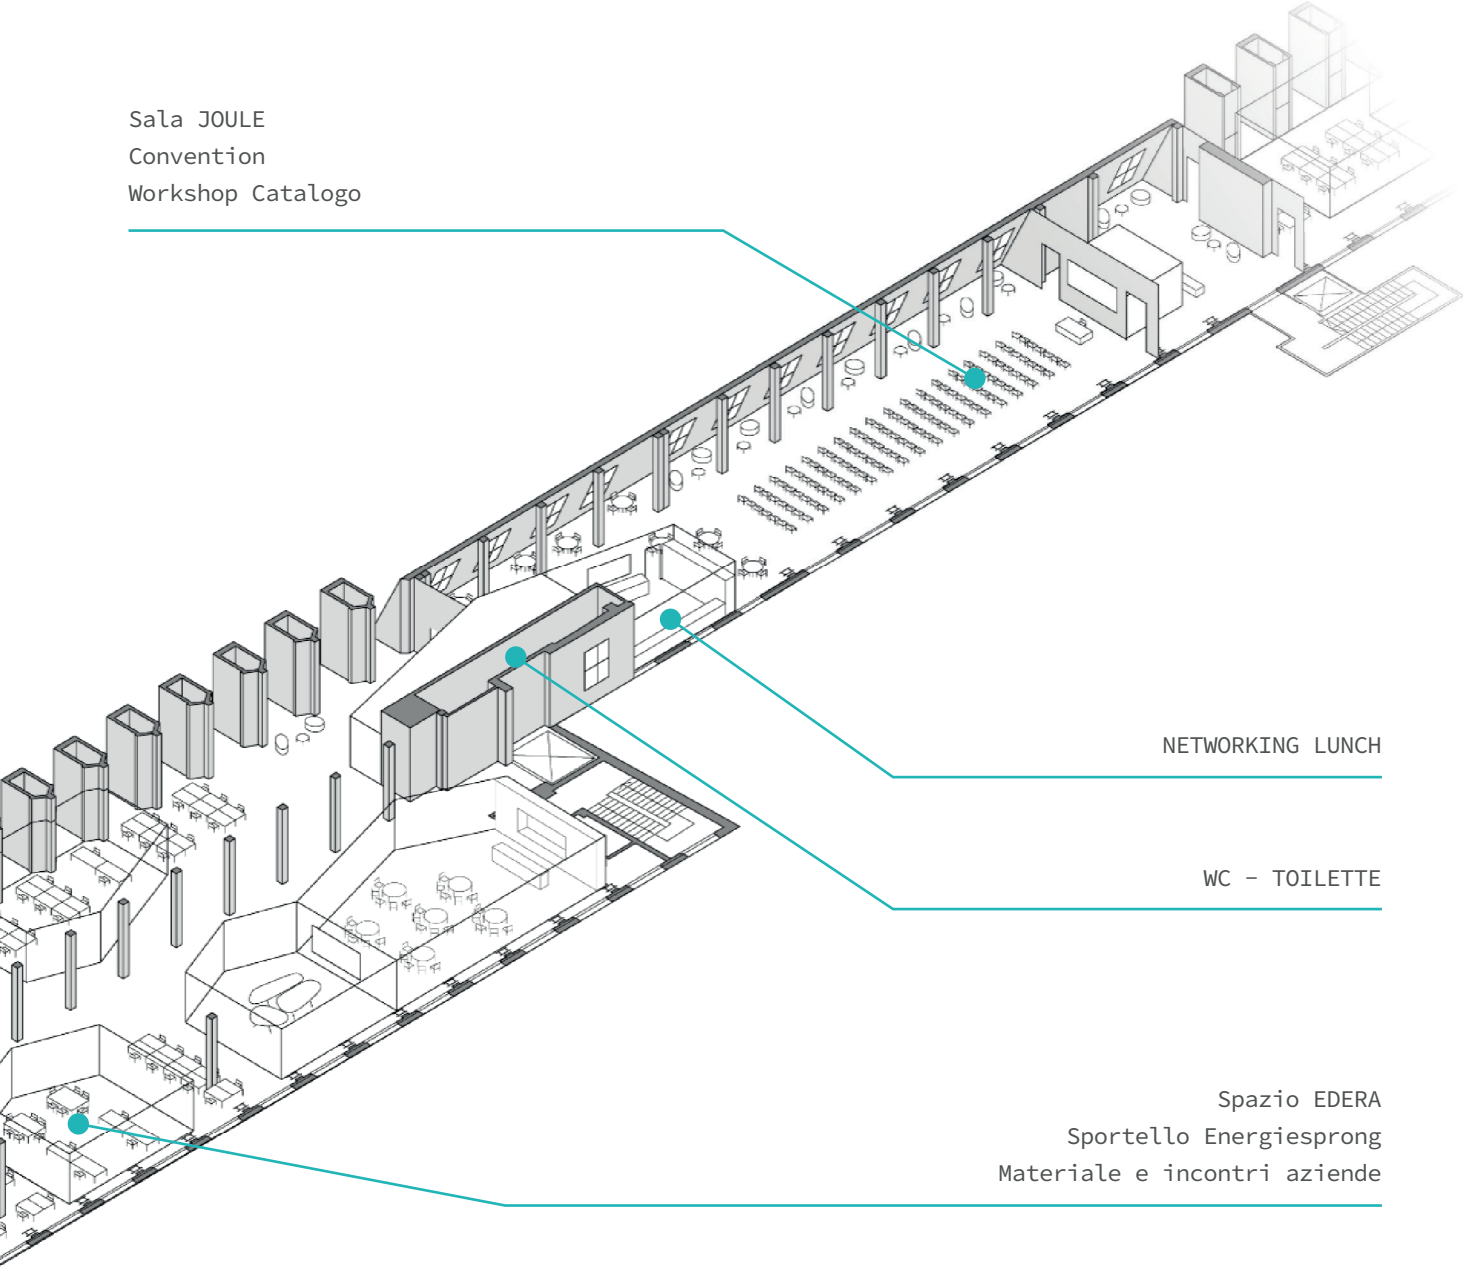 Sala JOULE
Convention
Workshop Catalogo
NETWORKING LUNCH
WC - TOILETTE
Spazio EDERA
Sportello Energiesprong
Materiale e incontri aziende